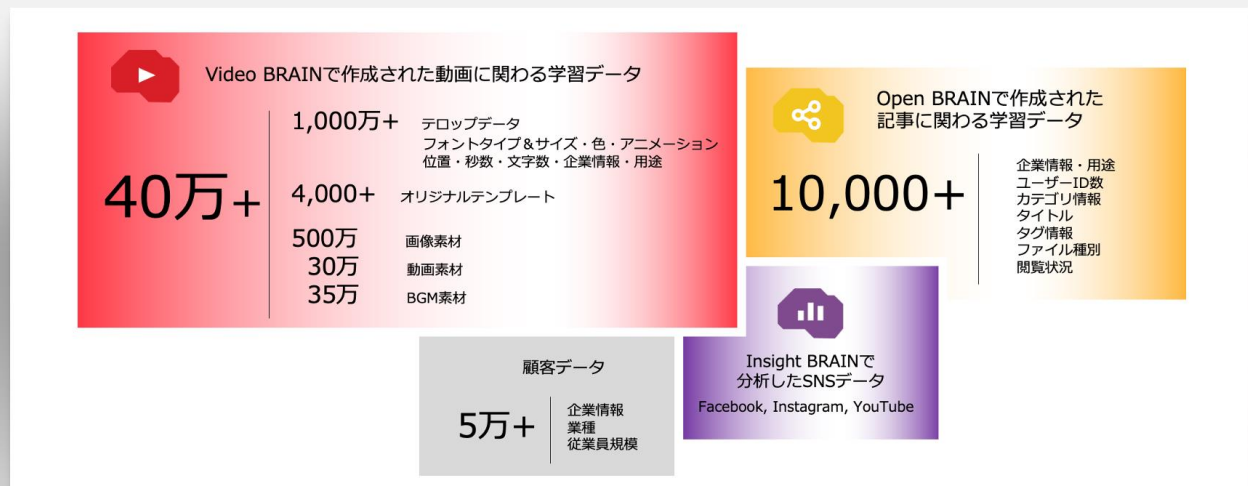 Video BRAINで作成された動画に関わる学習データ
40万+
1,000万+ テロップデータ
フォントタイプ＆サイズ・色・アニメーション
位置・秒数・文字数・企業情報・用途
4,000+ オリジナルテンプレート
500万 画像素材
30万 動画素材
35万 BGM素材
Open BRAINで作成された
記事に関わる学習データ
10,000+
企業情報・用途
ユーザーID数
カテゴリ情報
タイトル
タグ情報
ファイル種別
閲覧状況
顧客データ
5万+
企業情報
業種
従業員規模
Insight BRAINで
分析したSNSデータ
Facebook, Instagram, YouTube